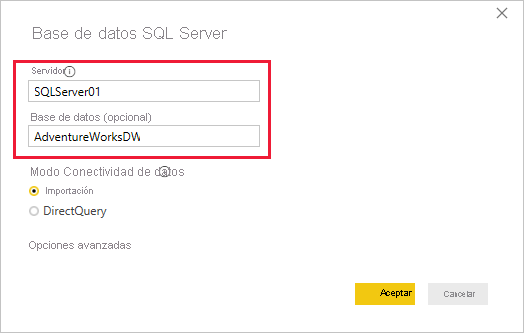 Base de datos SQL Server
Servidor
SQLServer01
Base de datos (opcional)
AdventureWorksDW
Modo Conectividad de datos
Importación
DirectQuery
Opciones avanzadas
Aceptar
Cancelar